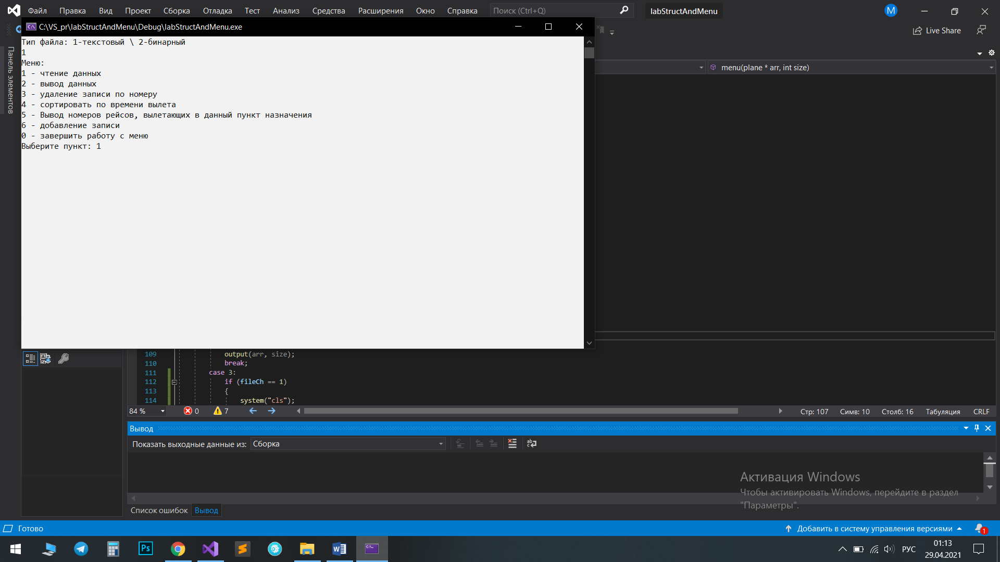 Файл Правка Вид Проект Сборка Отладка Тест Анализ Средства Расширения Окно Справка Поиск (Ctrl+Q) labStructAndMenu M
C:\VS_pr\labStructAndMenu\Debug\labStructAndMenu.exe
Live Share
Панель элементов
menu(plane * arr, int size)
Тип файла: 1-текстовый \ 2-бинарный
1
Меню:
1 - чтение данных
2 - вывод данных
3 - удаление записи по номеру
4 - сортировать по времени вылета
5 - Вывод номеров рейсов, вылетающих в данный пункт назначения
6 - добавление записи
0 - завершить работу с меню
Выберите пункт: 1
109 output(arr, size);
110 break;
111 case 3:
112 if (fileCh == 1)
113 {
114 system("cls");
84 % 0 7 Стр: 107 Симв: 10 Столб: 16 Табуляция CRLF
Вывод
Показать выходные данные из: Сборка
Активация Windows
Чтобы активировать Windows, перейдите в раздел
"Параметры".
Список ошибок Вывод
Готово Добавить в систему управления версиями 1
Ps РУС 01:13
29.04.2021